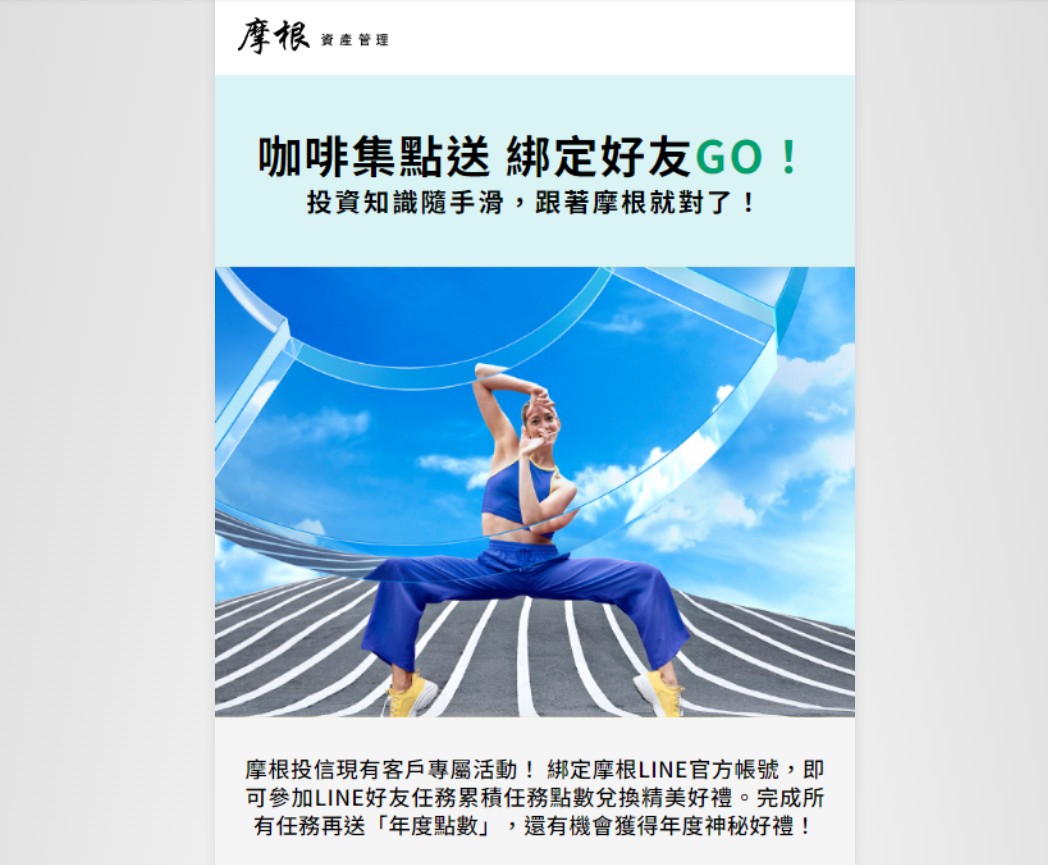 摩根 資產管理
咖啡集點送 綁定好友GO！
投資知識隨手滑，跟著摩根就對了！
摩根投信現有客戶專屬活動！ 綁定摩根LINE官方帳號，即
可參加LINE好友任務累積任務點數兌換精美好禮。完成所
有任務再送「年度點數」，還有機會獲得年度神秘好禮！